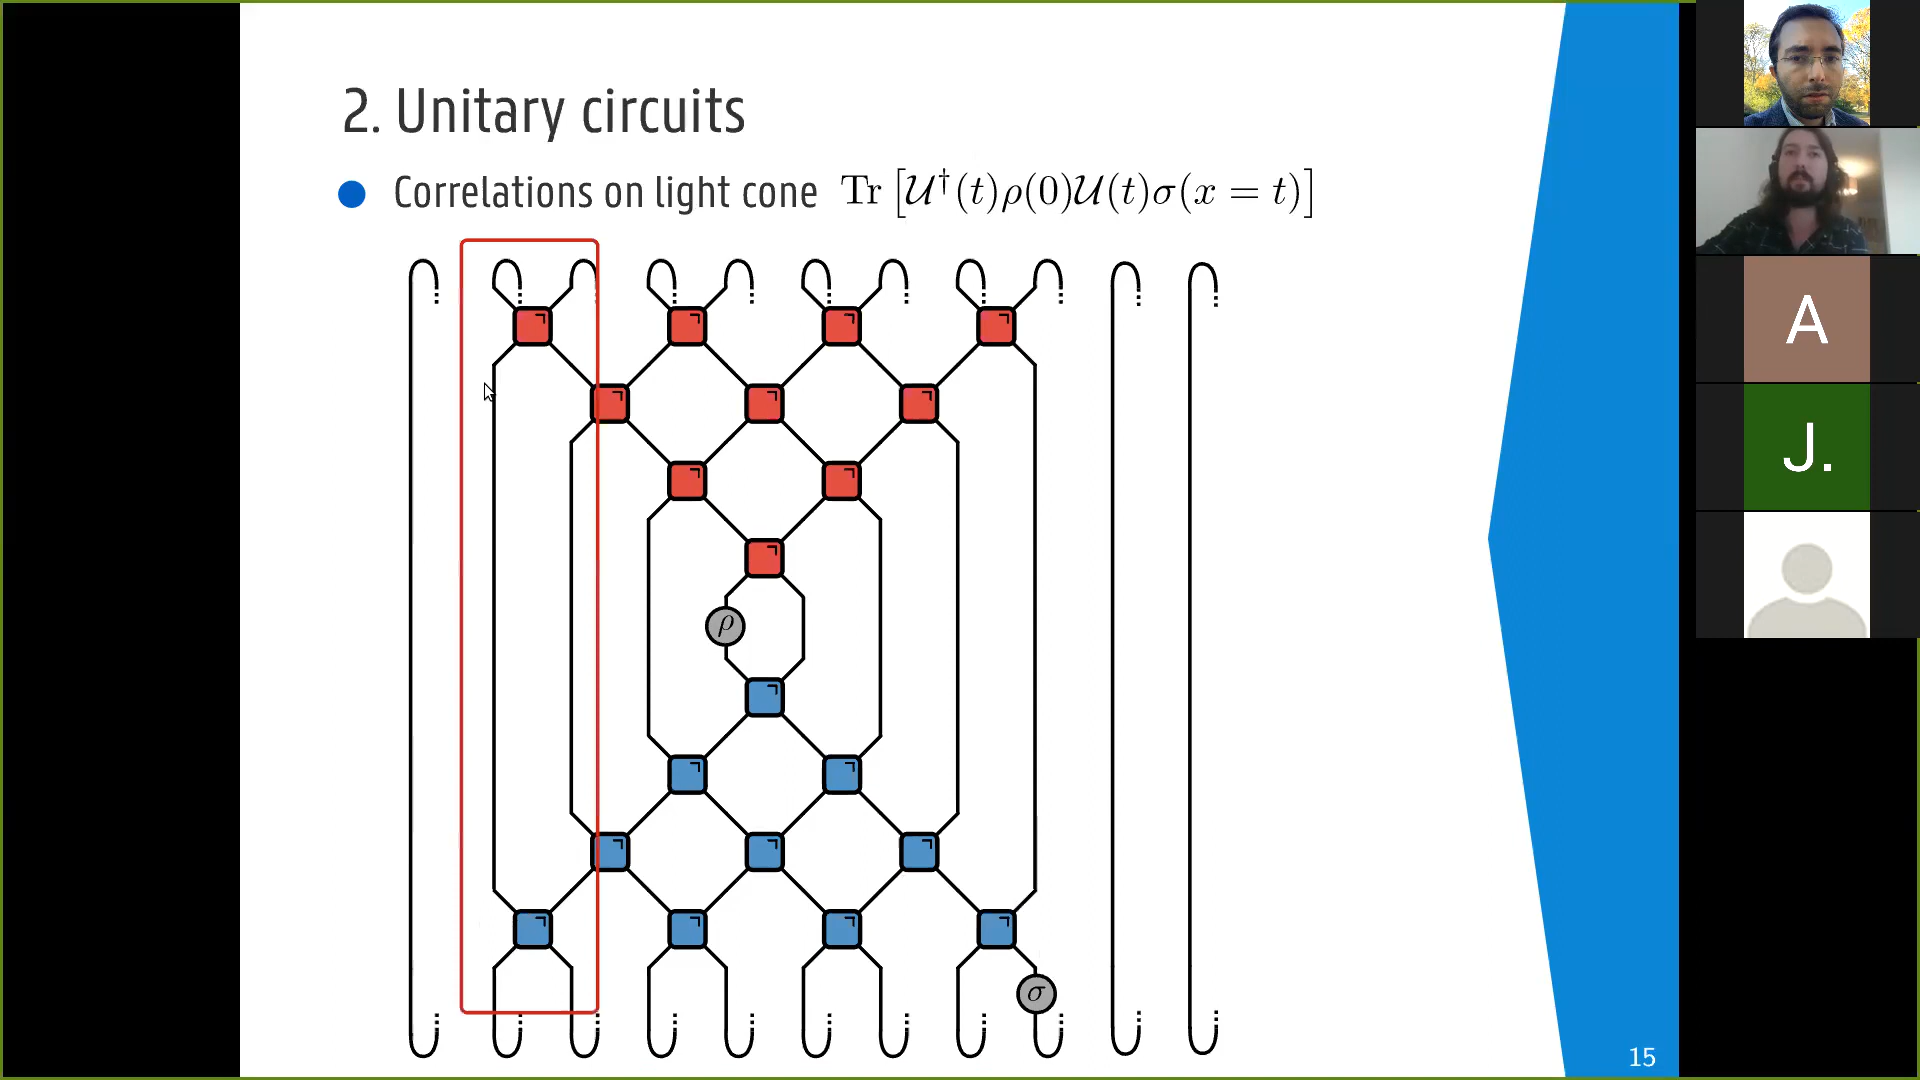 2. Unitary circuits
Correlations on light cone Tr [𝒰†(t)ρ(0)𝒰(t)σ(x = t)]
ρ
σ
15
A
J.